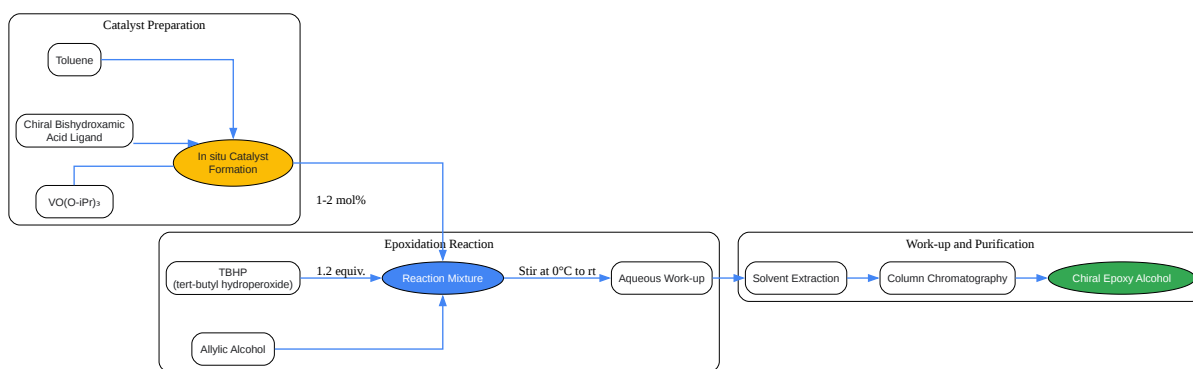 Catalyst Preparation
Toluene
Chiral Bishydroxamic
Acid Ligand
In situ Catalyst
Formation
VO(O-iPr)₃
1-2 mol%
Epoxidation Reaction
TBHP
(tert-butyl hydroperoxide)
1.2 equiv.
Reaction Mixture
Stir at 0°C to rt
Aqueous Work-up
Allylic Alcohol
Work-up and Purification
Solvent Extraction
Column Chromatography
Chiral Epoxy Alcohol